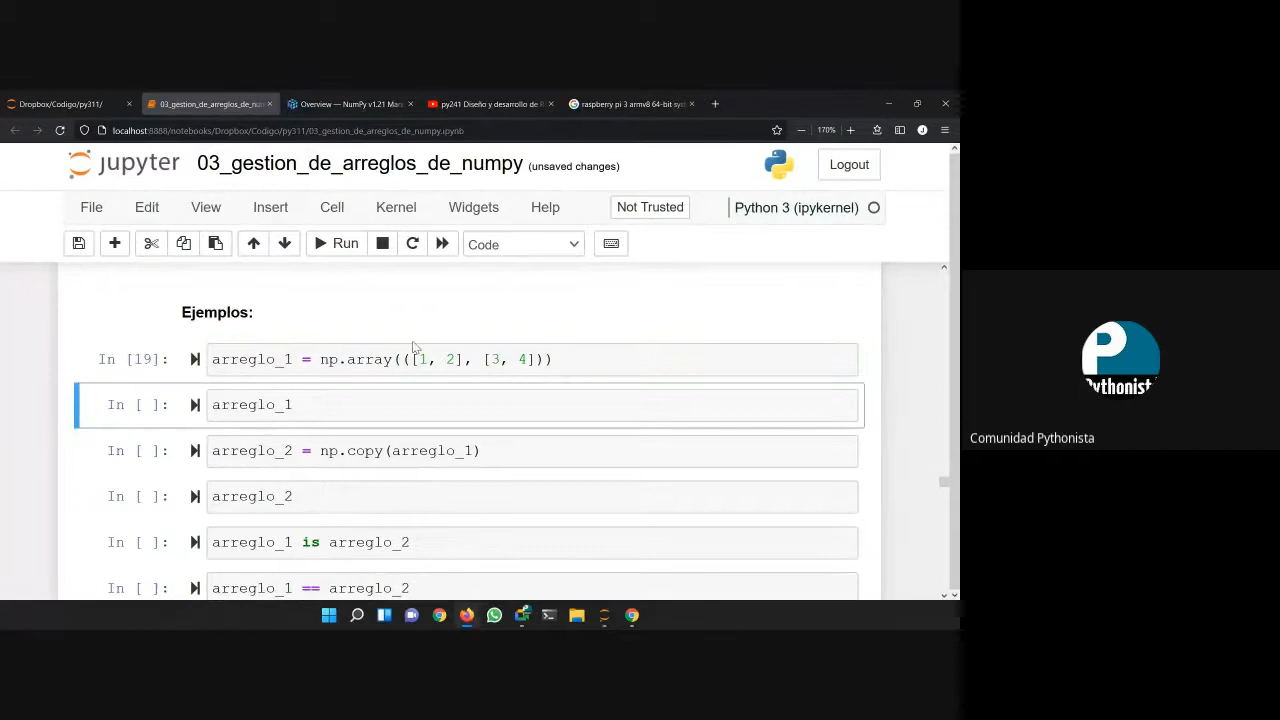 Dropbox/Codigo/py311/
03_gestion_de_arreglos_de_num
Overview — NumPy v1.21 Man
py241 Diseño y desarrollo de R
raspberry pi 3 armv8 64-bit sys
localhost:8888/notebooks/Dropbox/Codigo/py311/03_gestion_de_arreglos_de_numpy.ipynb
170%
jupyter 03_gestion_de_arreglos_de_numpy (unsaved changes)
Logout
File Edit View Insert Cell Kernel Widgets Help
Not Trusted
Python 3 (ipykernel)
Run
Code
Ejemplos:
In [19]: arreglo_1 = np.array(([1, 2], [3, 4]))
In [ ]: arreglo_1
In [ ]: arreglo_2 = np.copy(arreglo_1)
In [ ]: arreglo_2
In [ ]: arreglo_1 is arreglo_2
In [ ]: arreglo_1 == arreglo_2
P
Pythonist
Comunidad Pythonista